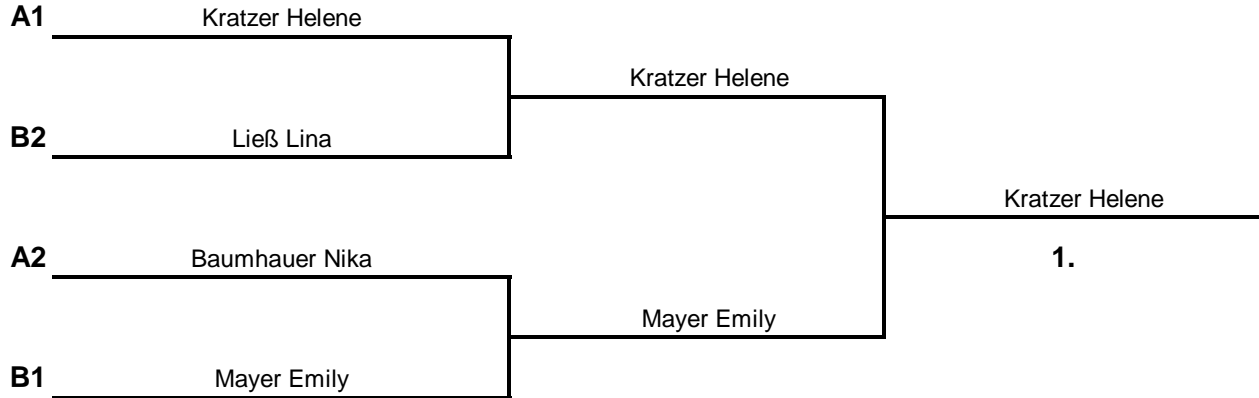 A1 Kratzer Helene
Kratzer Helene
B2 Ließ Lina
Kratzer Helene
A2 Baumhauer Nika
1.
Mayer Emily
B1 Mayer Emily